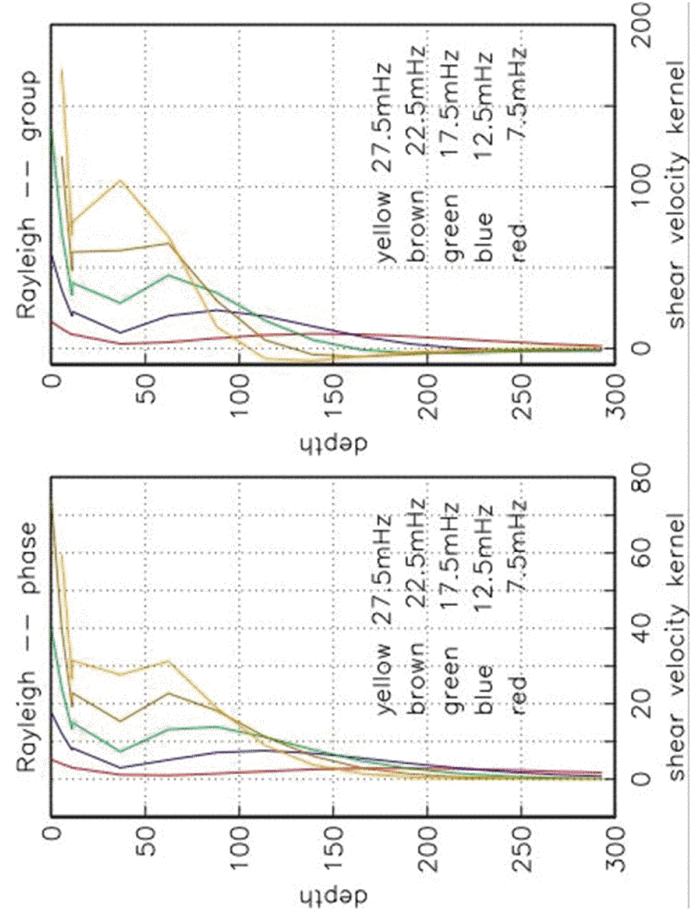 Rayleigh -- phase
80
60
40
20
0
shear velocity kernel
0
50
100
150
200
250
300
depth
yellow 27.5mHz
brown 22.5mHz
green 17.5mHz
blue 12.5mHz
red 7.5mHz
Rayleigh -- group
200
100
0
shear velocity kernel
0
50
100
150
200
250
300
depth
yellow 27.5mHz
brown 22.5mHz
green 17.5mHz
blue 12.5mHz
red 7.5mHz